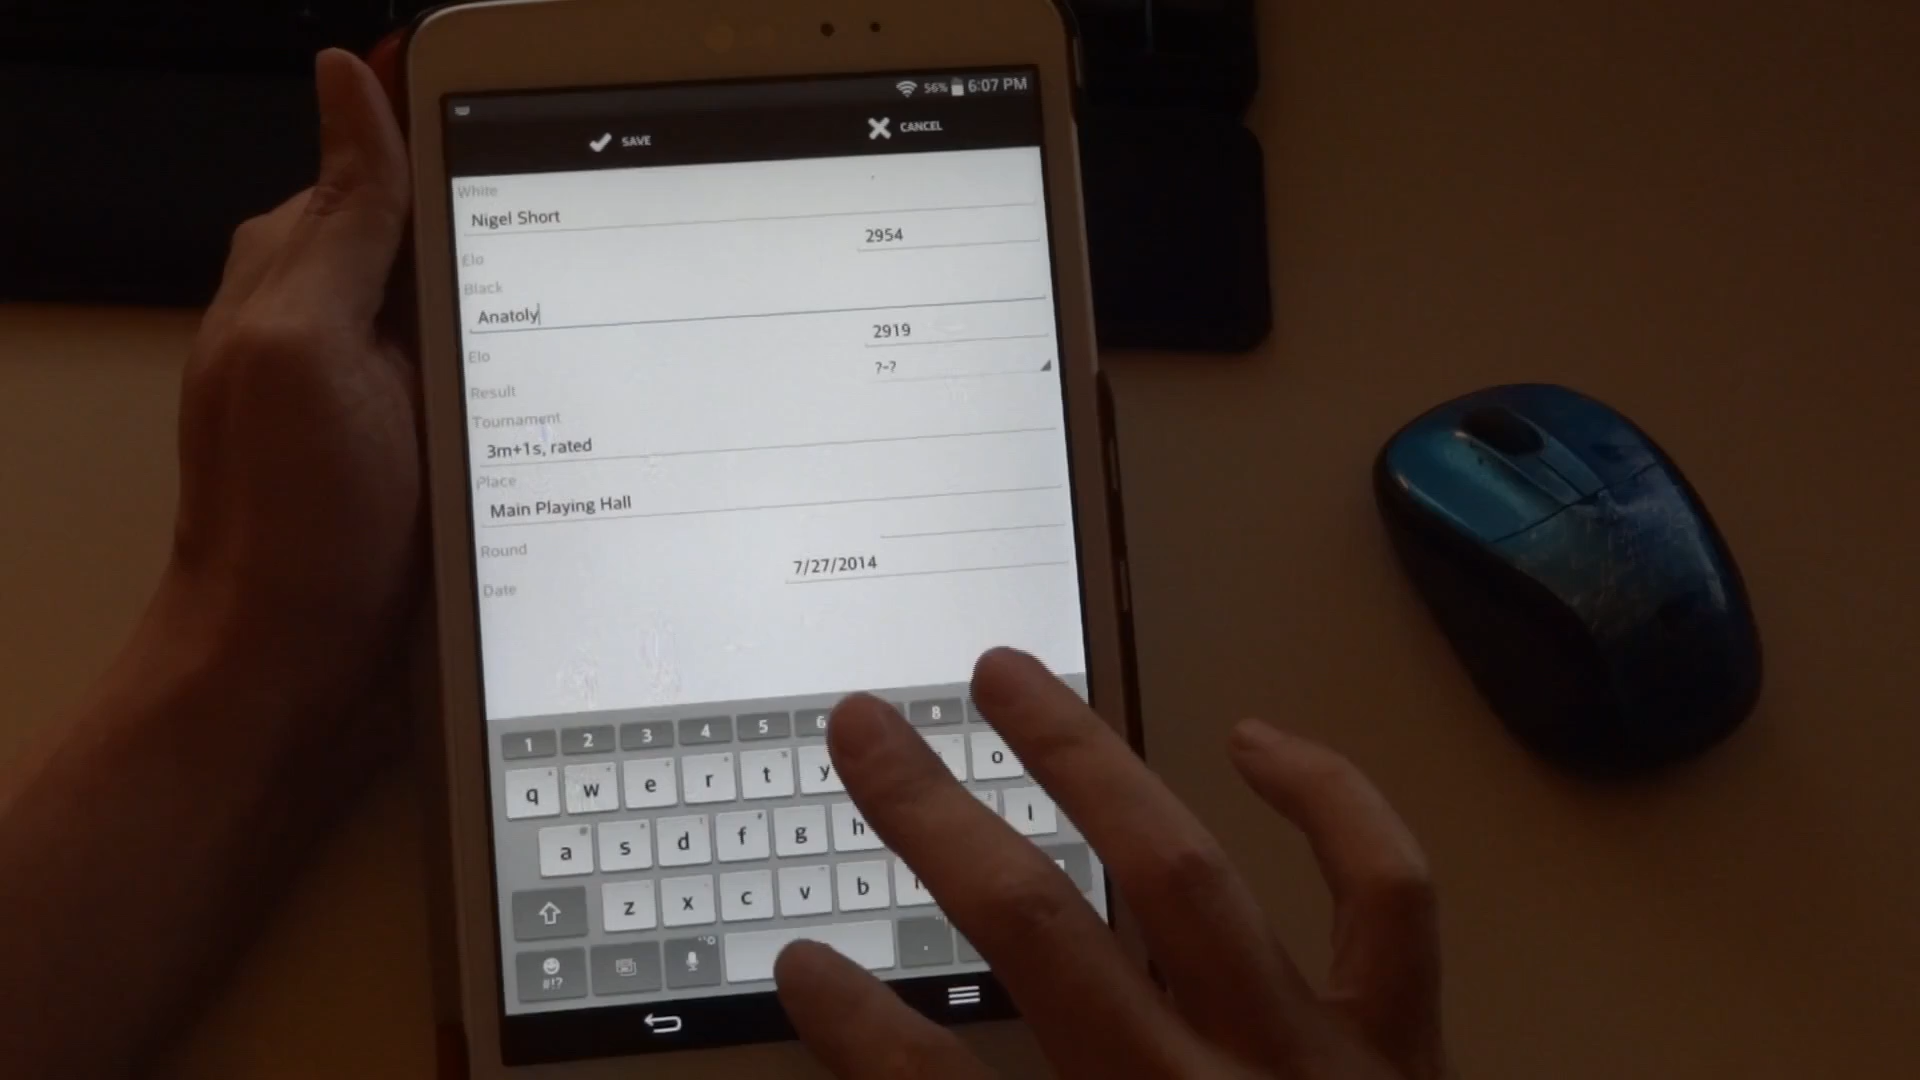 56% 6:07 PM
SAVE CANCEL
White
Nigel Short
2954
Elo
Black
Anatoly
2919
Elo
?-?
Result
Tournament
3m+1s, rated
Place
Main Playing Hall
Round
7/27/2014
Date
1 2 3 4 5 6 8
q w e r t y o
a s d f g h l
z x c v b
#!? .